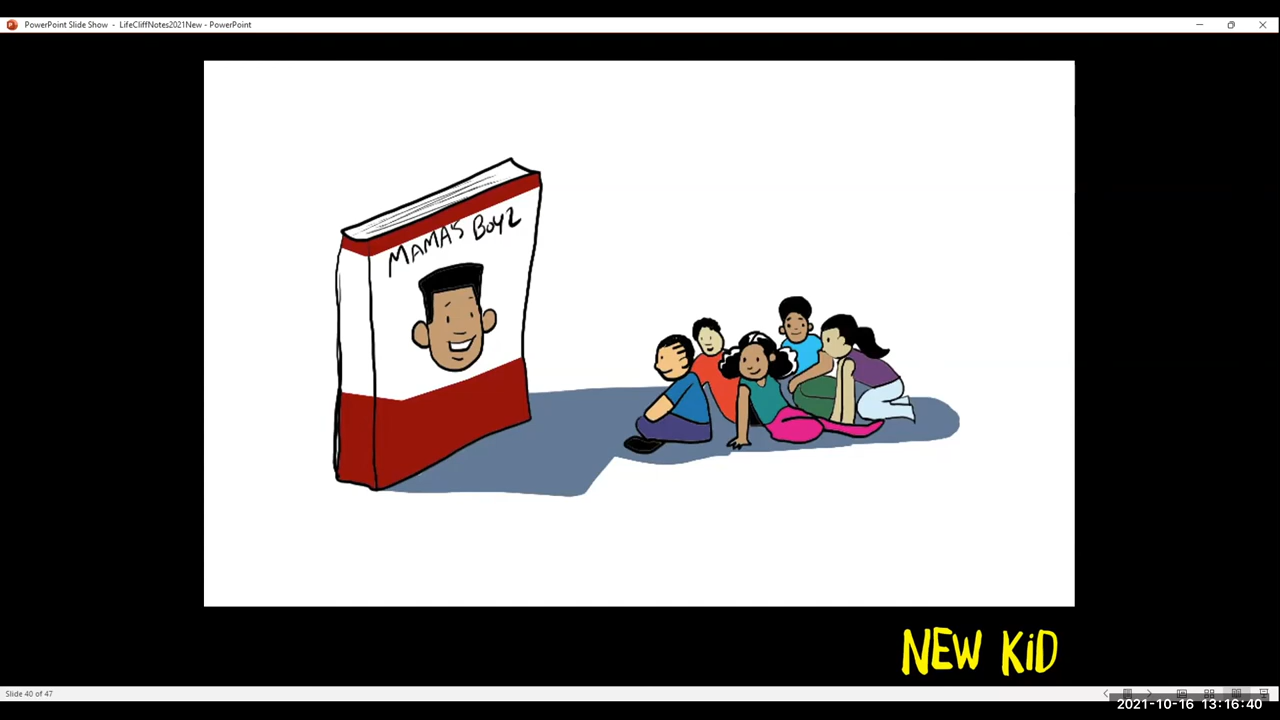 PowerPoint Slide Show - LifeCliffNotes2021New - PowerPoint
MAMA'S BOYZ
NEW KiD
Slide 40 of 47
2021-10-16 13:16:40